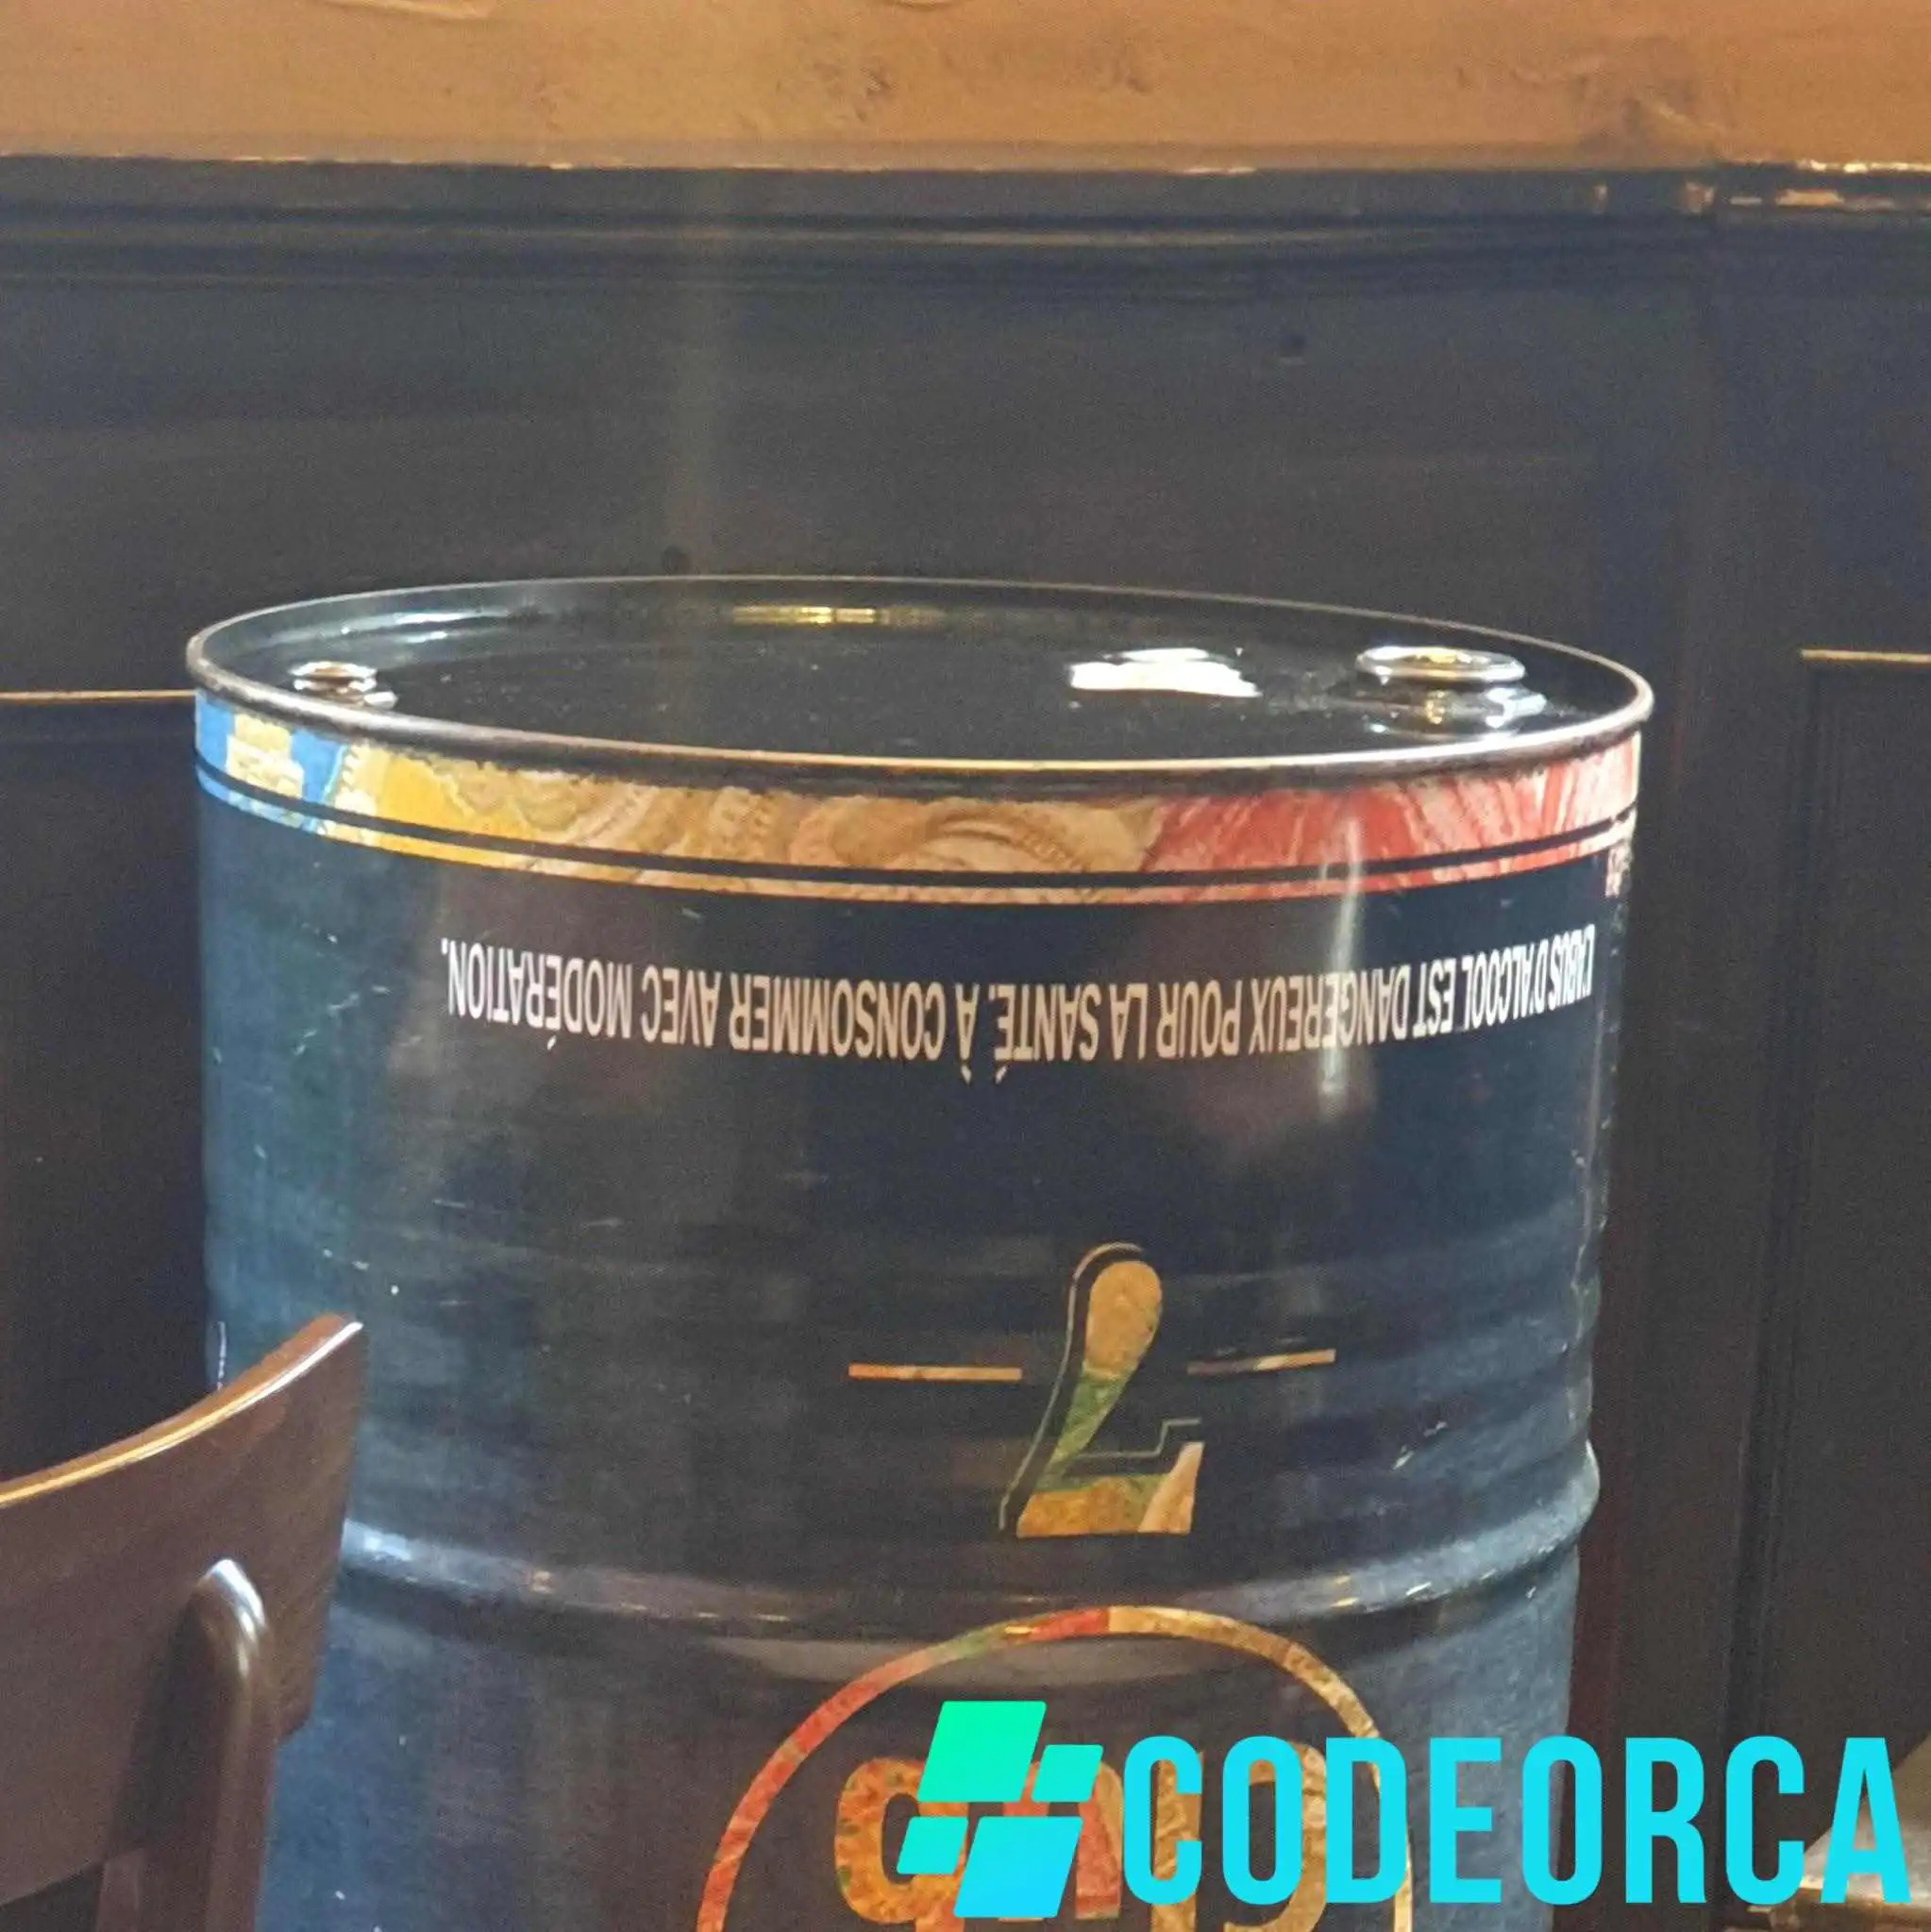 L'ABUS D'ALCOOL EST DANGEREUX POUR LA SANTÉ. À CONSOMMER AVEC MODÉRATION.
7
CODEORCA